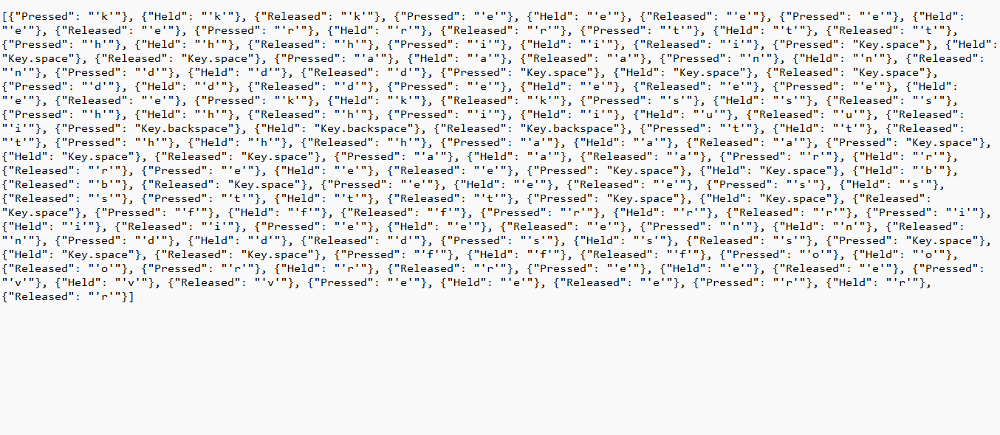 [{"Pressed": "'k'"}, {"Held": "'k'"}, {"Released": "'k'"}, {"Pressed": "'e'"}, {"Held": "'e'"}, {"Released": "'e'"}, {"Pressed": "'e'"}, {"Held":
"'e'"}, {"Released": "'e'"}, {"Pressed": "'r'"}, {"Held": "'r'"}, {"Released": "'r'"}, {"Pressed": "'t'"}, {"Held": "'t'"}, {"Released": "'t'"},
{"Pressed": "'h'"}, {"Held": "'h'"}, {"Released": "'h'"}, {"Pressed": "'i'"}, {"Held": "'i'"}, {"Released": "'i'"}, {"Pressed": "Key.space"}, {"Held":
"Key.space"}, {"Released": "Key.space"}, {"Pressed": "'a'"}, {"Held": "'a'"}, {"Released": "'a'"}, {"Pressed": "'n'"}, {"Held": "'n'"}, {"Released":
"'n'"}, {"Pressed": "'d'"}, {"Held": "'d'"}, {"Released": "'d'"}, {"Pressed": "Key.space"}, {"Held": "Key.space"}, {"Released": "Key.space"},
{"Pressed": "'d'"}, {"Held": "'d'"}, {"Released": "'d'"}, {"Pressed": "'e'"}, {"Held": "'e'"}, {"Released": "'e'"}, {"Pressed": "'e'"}, {"Held":
"'e'"}, {"Released": "'e'"}, {"Pressed": "'k'"}, {"Held": "'k'"}, {"Released": "'k'"}, {"Pressed": "'s'"}, {"Held": "'s'"}, {"Released": "'s'"},
{"Pressed": "'h'"}, {"Held": "'h'"}, {"Released": "'h'"}, {"Pressed": "'i'"}, {"Held": "'i'"}, {"Held": "'u'"}, {"Released": "'u'"}, {"Released":
"'i'"}, {"Pressed": "Key.backspace"}, {"Held": "Key.backspace"}, {"Released": "Key.backspace"}, {"Pressed": "'t'"}, {"Held": "'t'"}, {"Released":
"'t'"}, {"Pressed": "'h'"}, {"Held": "'h'"}, {"Released": "'h'"}, {"Pressed": "'a'"}, {"Held": "'a'"}, {"Released": "'a'"}, {"Pressed": "Key.space"},
{"Held": "Key.space"}, {"Released": "Key.space"}, {"Pressed": "'a'"}, {"Held": "'a'"}, {"Released": "'a'"}, {"Pressed": "'r'"}, {"Held": "'r'"},
{"Released": "'r'"}, {"Pressed": "'e'"}, {"Held": "'e'"}, {"Released": "'e'"}, {"Pressed": "Key.space"}, {"Held": "Key.space"}, {"Held": "'b'"},
{"Released": "'b'"}, {"Released": "Key.space"}, {"Pressed": "'e'"}, {"Held": "'e'"}, {"Released": "'e'"}, {"Pressed": "'s'"}, {"Held": "'s'"},
{"Released": "'s'"}, {"Pressed": "'t'"}, {"Held": "'t'"}, {"Released": "'t'"}, {"Pressed": "Key.space"}, {"Held": "Key.space"}, {"Released":
"Key.space"}, {"Pressed": "'f'"}, {"Held": "'f'"}, {"Released": "'f'"}, {"Pressed": "'r'"}, {"Held": "'r'"}, {"Released": "'r'"}, {"Pressed": "'i'"},
{"Held": "'i'"}, {"Released": "'i'"}, {"Pressed": "'e'"}, {"Held": "'e'"}, {"Released": "'e'"}, {"Pressed": "'n'"}, {"Held": "'n'"}, {"Released":
"'n'"}, {"Pressed": "'d'"}, {"Held": "'d'"}, {"Released": "'d'"}, {"Pressed": "'s'"}, {"Held": "'s'"}, {"Released": "'s'"}, {"Pressed": "Key.space"},
{"Held": "Key.space"}, {"Released": "Key.space"}, {"Pressed": "'f'"}, {"Held": "'f'"}, {"Released": "'f'"}, {"Pressed": "'o'"}, {"Held": "'o'"},
{"Released": "'o'"}, {"Pressed": "'r'"}, {"Held": "'r'"}, {"Released": "'r'"}, {"Pressed": "'e'"}, {"Held": "'e'"}, {"Released": "'e'"}, {"Pressed":
"'v'"}, {"Held": "'v'"}, {"Released": "'v'"}, {"Pressed": "'e'"}, {"Held": "'e'"}, {"Released": "'e'"}, {"Pressed": "'r'"}, {"Held": "'r'"},
{"Released": "'r'"}]